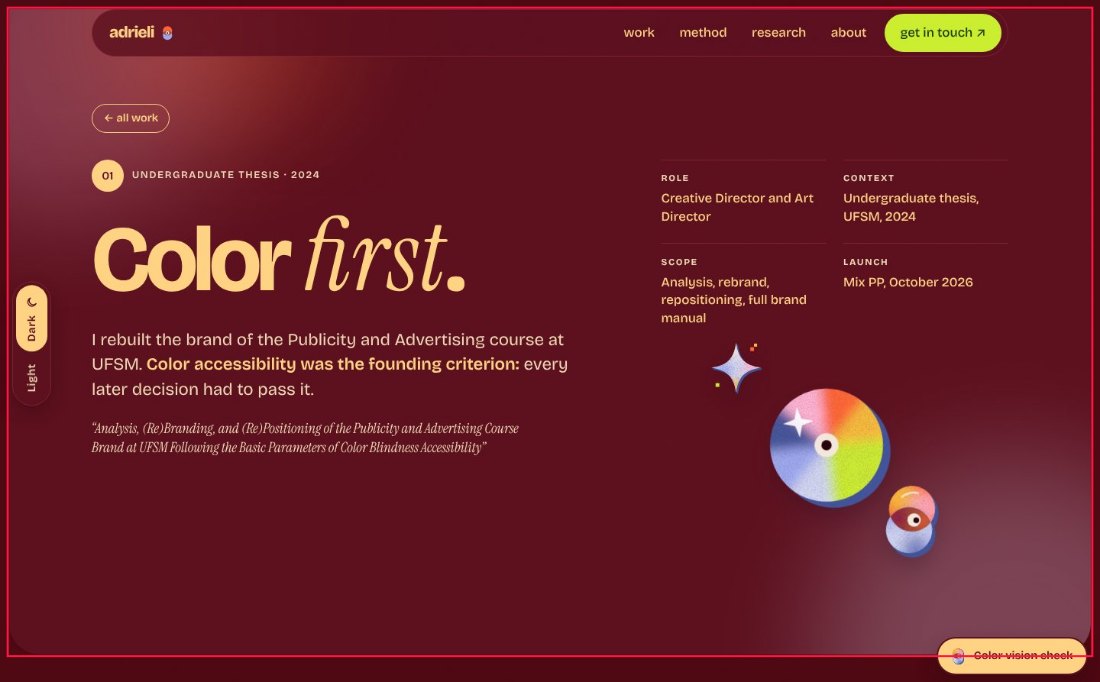 adrieli
work method research about get in touch ↗
← all work
01 UNDERGRADUATE THESIS · 2024
Color first.
I rebuilt the brand of the Publicity and Advertising course at
UFSM. Color accessibility was the founding criterion: every
later decision had to pass it.
“Analysis, (Re)Branding, and (Re)Positioning of the Publicity and Advertising Course
Brand at UFSM Following the Basic Parameters of Color Blindness Accessibility”
ROLE
Creative Director and Art
Director
CONTEXT
Undergraduate thesis,
UFSM, 2024
SCOPE
Analysis, rebrand,
repositioning, full brand
manual
LAUNCH
Mix PP, October 2026
Dark
Light
Color vision check